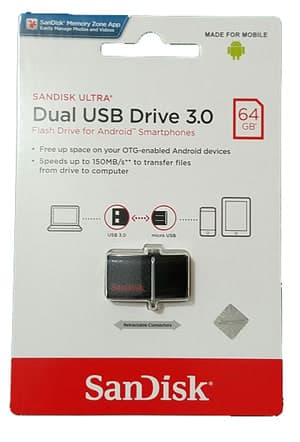 SanDisk® Memory Zone App
Easily Manage Photos and Videos
MADE FOR MOBILE
SANDISK ULTRA®
Dual USB Drive 3.0
Flash Drive for Android™ Smartphones
64
GB*
• Free up space on your OTG-enabled Android devices
• Speeds up to 150MB/s** to transfer files
from drive to computer
USB 3.0
micro USB
Retractable Connectors
SanDisk®